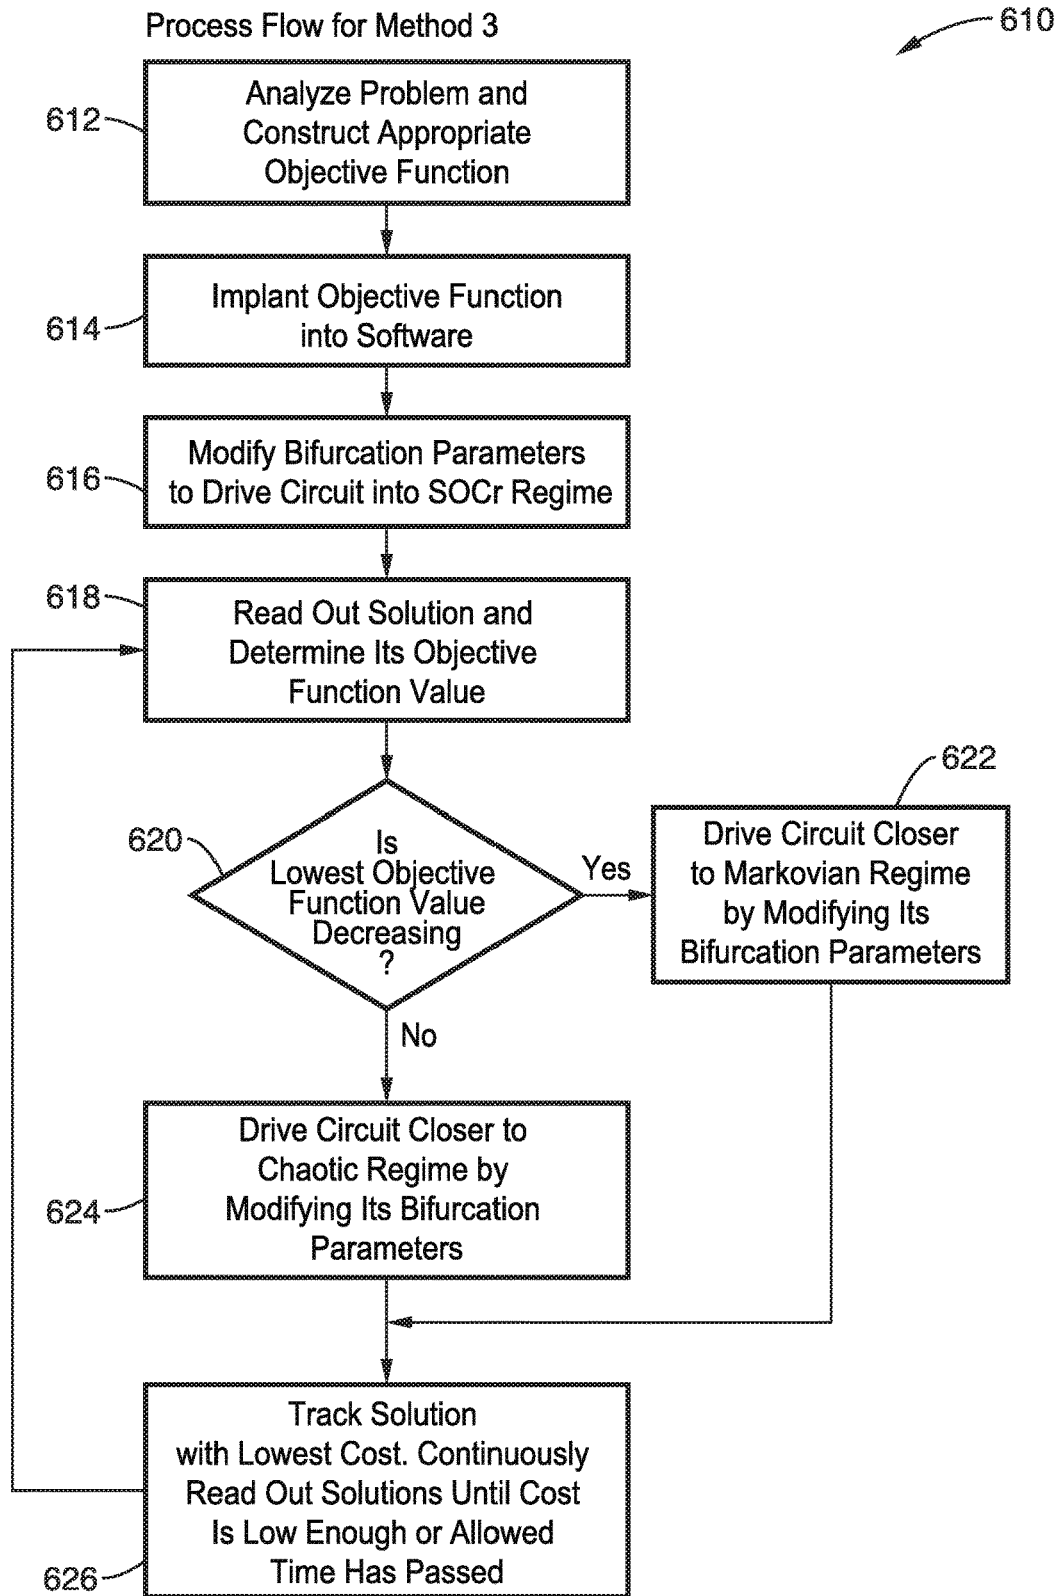 Process Flow for Method 3
610
612
Analyze Problem and
Construct Appropriate
Objective Function
614
Implant Objective Function
into Software
616
Modify Bifurcation Parameters
to Drive Circuit into SOCr Regime
618
Read Out Solution and
Determine Its Objective
Function Value
620
Is
Lowest Objective
Function Value
Decreasing
?
Yes
622
Drive Circuit Closer
to Markovian Regime
by Modifying Its
Bifurcation Parameters
No
624
Drive Circuit Closer to
Chaotic Regime by
Modifying Its Bifurcation
Parameters
626
Track Solution
with Lowest Cost. Continuously
Read Out Solutions Until Cost
Is Low Enough or Allowed
Time Has Passed